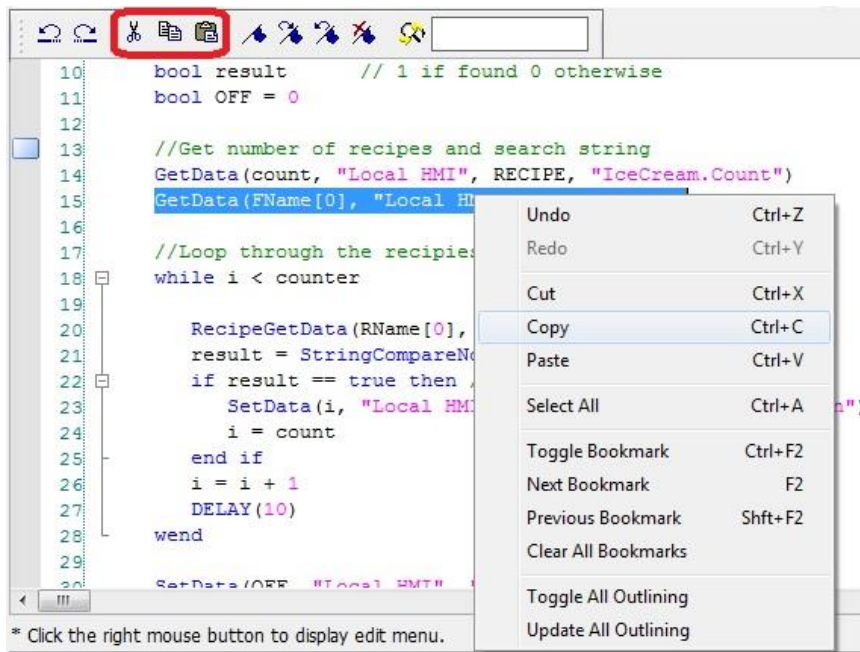 10 bool result // 1 if found 0 otherwise
11 bool OFF = 0
12
13 //Get number of recipes and search string
14 GetData(count, "Local HMI", RECIPE, "IceCream.Count")
15 GetData(FName[0], "Local H
16
17 //Loop through the recipies
18 while i < counter
19
20 RecipeGetData(RName[0],
21 result = StringCompareNo
22 if result == true then /
23 SetData(i, "Local HM n")
24 i = count
25 end if
26 i = i + 1
27 DELAY(10)
28 wend
29
30 SetData(OFF, "Local HMI",
Undo Ctrl+Z
Redo Ctrl+Y
Cut Ctrl+X
Copy Ctrl+C
Paste Ctrl+V
Select All Ctrl+A
Toggle Bookmark Ctrl+F2
Next Bookmark F2
Previous Bookmark Shft+F2
Clear All Bookmarks
Toggle All Outlining
Update All Outlining
* Click the right mouse button to display edit menu.